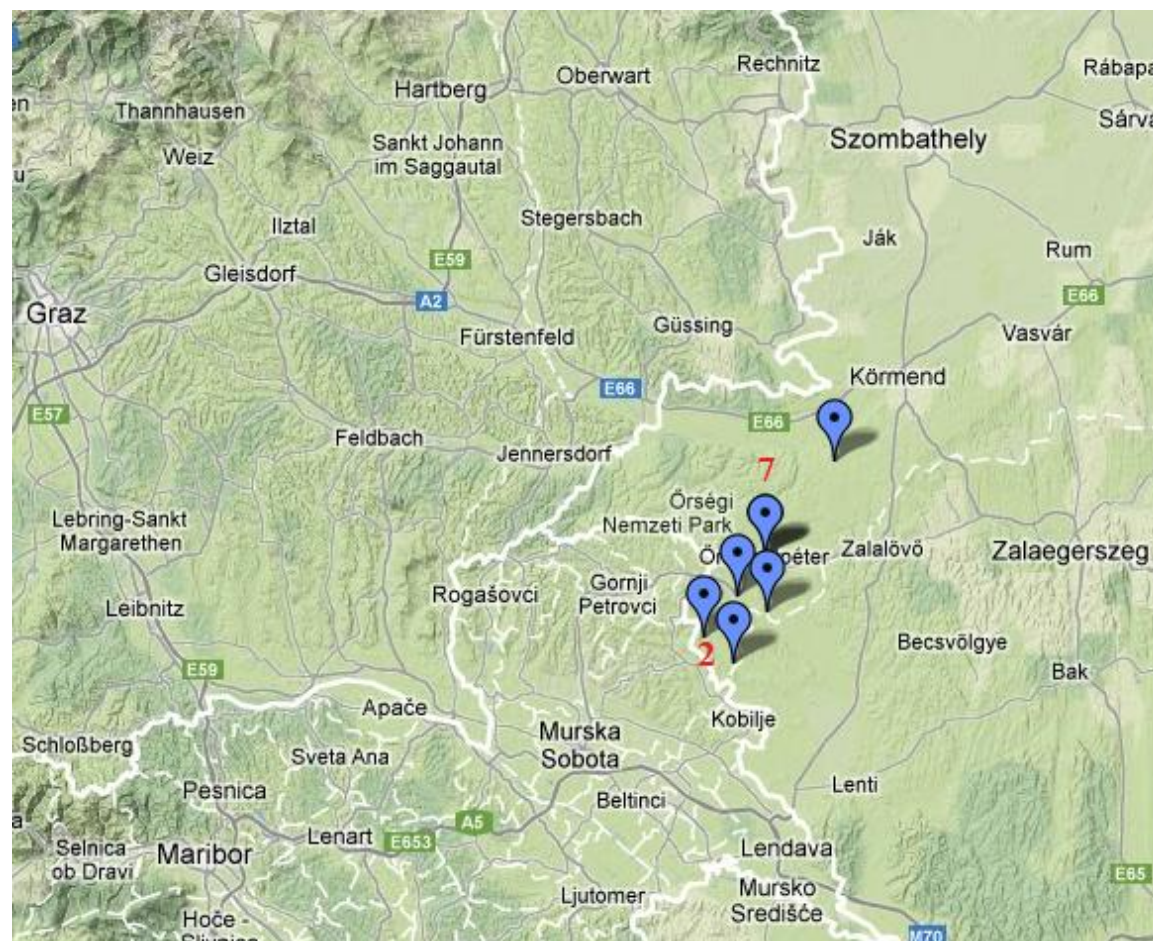 Rechnitz
Oberwart
Rábapa
Hartberg
Thannhausen
Sárvá
Szombathely
Sankt Johann
im Saggautal
Weiz
Stegersbach
Ilztal
Ják
Rum
E59
Gleisdorf
A2
E66
Graz
Güssing
Vasvár
Fürstenfeld
Körmend
E66
E57
E66
Feldbach
Jennersdorf
7
Őrségi
Nemzeti Park
Lebring-Sankt
Margarethen
Zalalövő
Zalaegerszeg
Gornji
Petrovci
Rogašovci
Leibnitz
Becsvölgye
2
E59
Bak
Apače
Kobilje
Murska
Sobota
Schloßberg
Sveta Ana
Lenti
Pesnica
Beltinci
A5
Lenart
E653
Selnica
ob Dravi
Maribor
Lendava
E65
Mursko
Središče
Ljutomer
Hoče -
M70